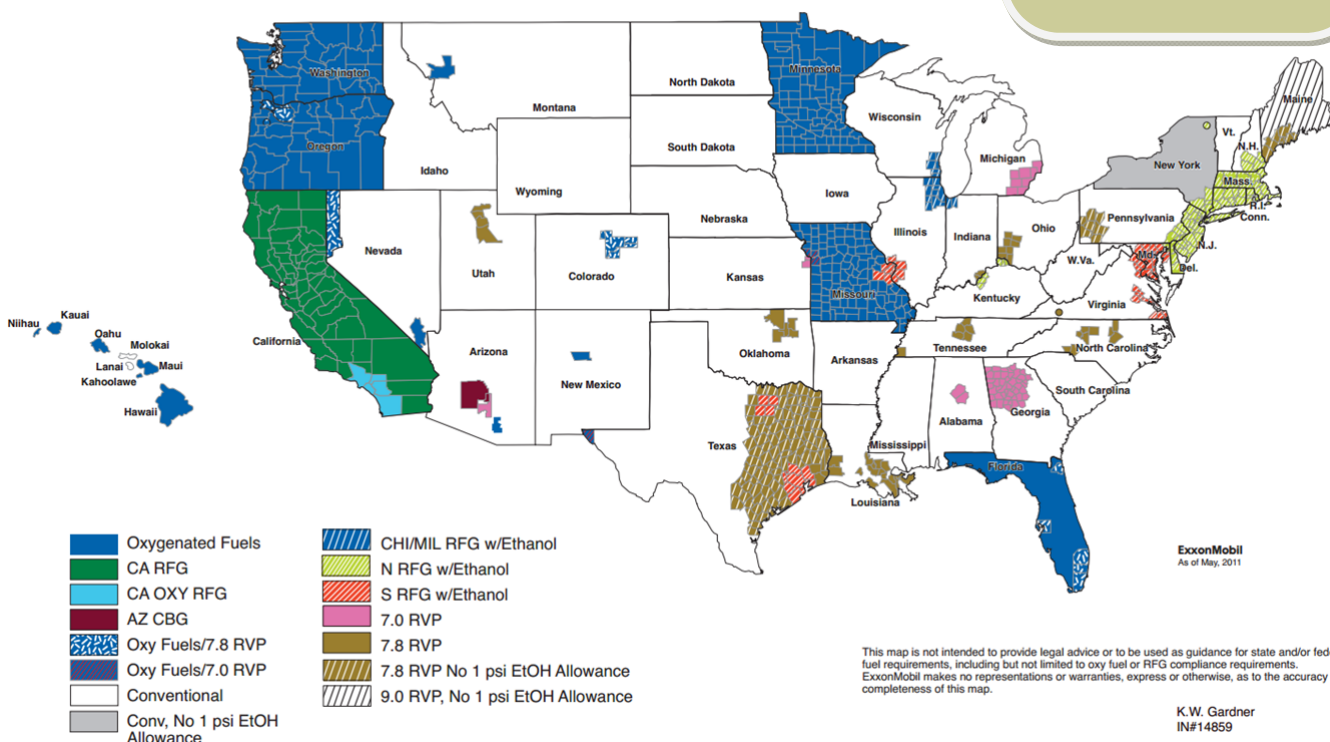 Washington
Montana
North Dakota
Minnesota
Wisconsin
Michigan
Maine
Vt.
N.H.
New York
Mass.
R.I.
Conn.
Oregon
Idaho
South Dakota
Wyoming
Iowa
Nebraska
Illinois
Indiana
Ohio
Pennsylvania
N.J.
Md.
Del.
W.Va.
Nevada
Utah
Colorado
Kansas
Missouri
Kentucky
Virginia
California
Arizona
New Mexico
Oklahoma
Arkansas
Tennessee
North Carolina
South Carolina
Texas
Mississippi
Alabama
Georgia
Louisiana
Florida
Niihau
Kauai
Oahu
Molokai
Lanai
Maui
Kahoolawe
Hawaii
Oxygenated Fuels
CA RFG
CA OXY RFG
AZ CBG
Oxy Fuels/7.8 RVP
Oxy Fuels/7.0 RVP
Conventional
Conv, No 1 psi EtOH
Allowance
CHI/MIL RFG w/Ethanol
N RFG w/Ethanol
S RFG w/Ethanol
7.0 RVP
7.8 RVP
7.8 RVP No 1 psi EtOH Allowance
9.0 RVP, No 1 psi EtOH Allowance
ExxonMobil
As of May, 2011
This map is not intended to provide legal advice or to be used as guidance for state and/or fed
fuel requirements, including but not limited to oxy fuel or RFG compliance requirements.
ExxonMobil makes no representations or warranties, express or otherwise, as to the accuracy
completeness of this map.
K.W. Gardner
IN#14859